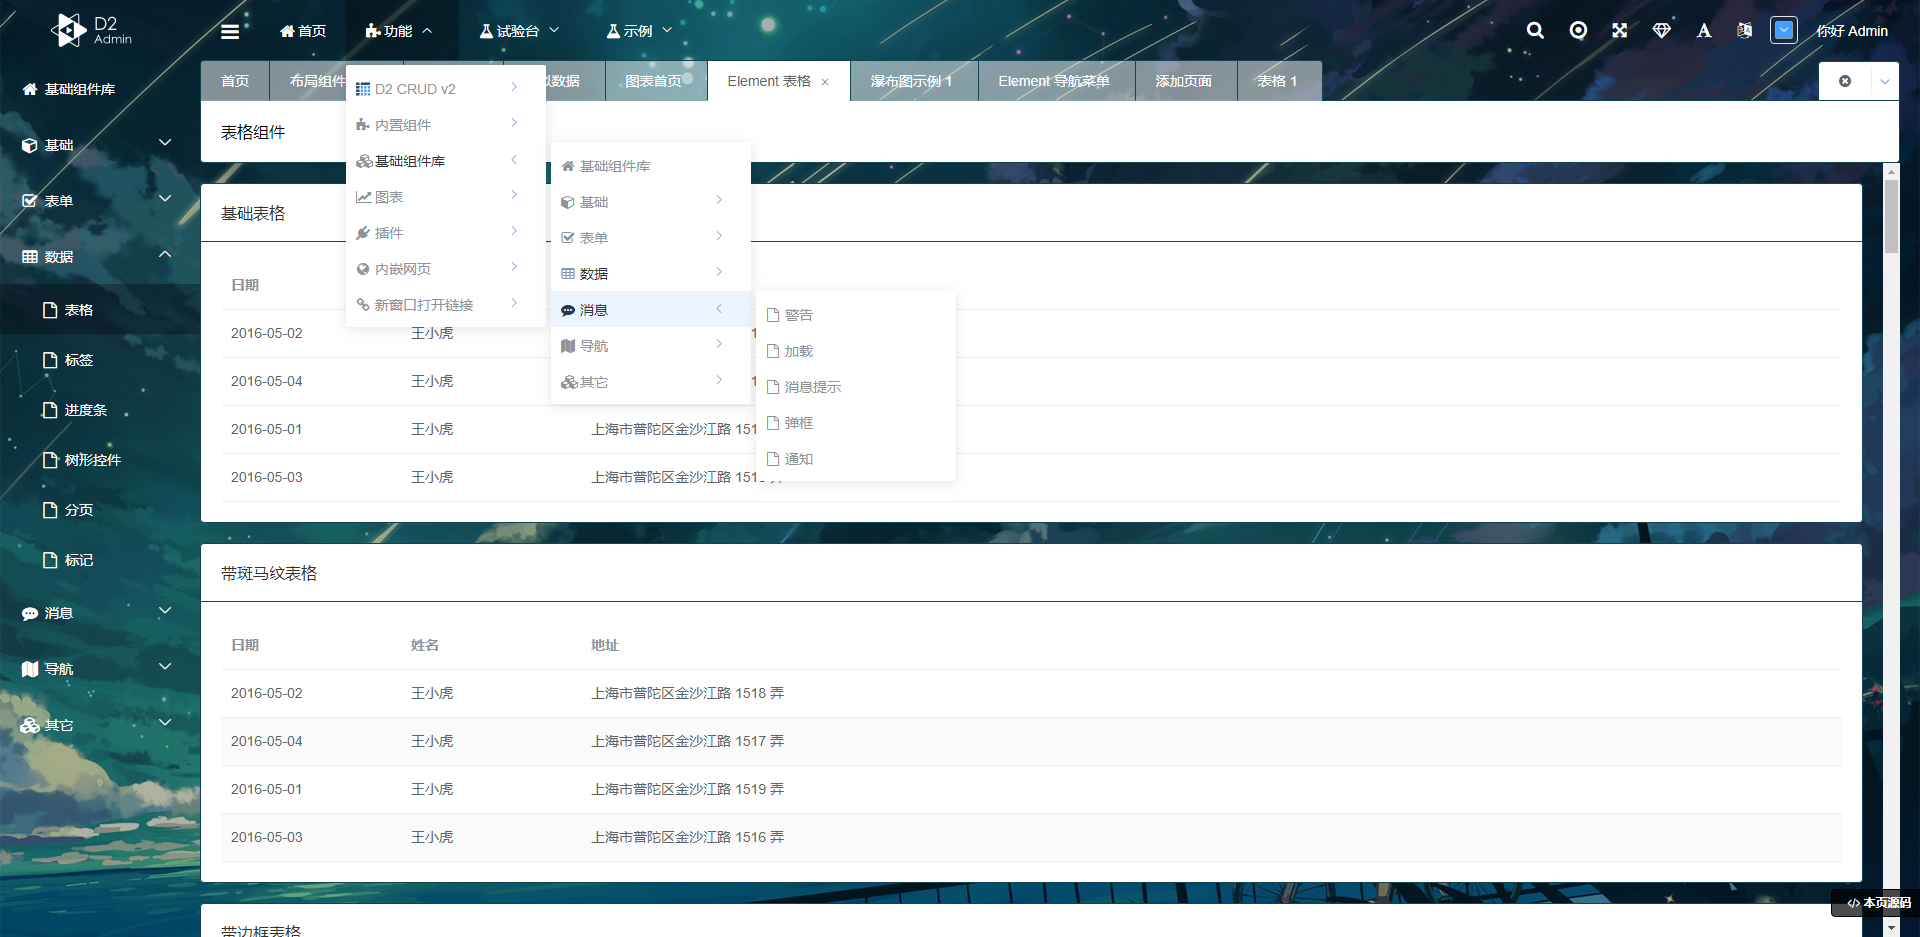 D2
Admin
首页
功能
试验台
示例
你好 Admin
首页
布局组件
数据
图表首页
Element 表格
瀑布图示例 1
Element 导航菜单
添加页面
表格 1
基础组件库
基础
表单
数据
表格
标签
进度条
树形控件
分页
标记
消息
导航
其它
表格组件
D2 CRUD v2
内置组件
基础组件库
图表
插件
内嵌网页
新窗口打开链接
基础组件库
基础
表单
数据
消息
导航
其它
警告
加载
消息提示
弹框
通知
基础表格
日期
2016-05-02 王小虎
2016-05-04 王小虎
2016-05-01 王小虎 上海市普陀区金沙江路 151
2016-05-03 王小虎 上海市普陀区金沙江路 151
带斑马纹表格
日期 姓名 地址
2016-05-02 王小虎 上海市普陀区金沙江路 1518 弄
2016-05-04 王小虎 上海市普陀区金沙江路 1517 弄
2016-05-01 王小虎 上海市普陀区金沙江路 1519 弄
2016-05-03 王小虎 上海市普陀区金沙江路 1516 弄
带边框表格
本页源码